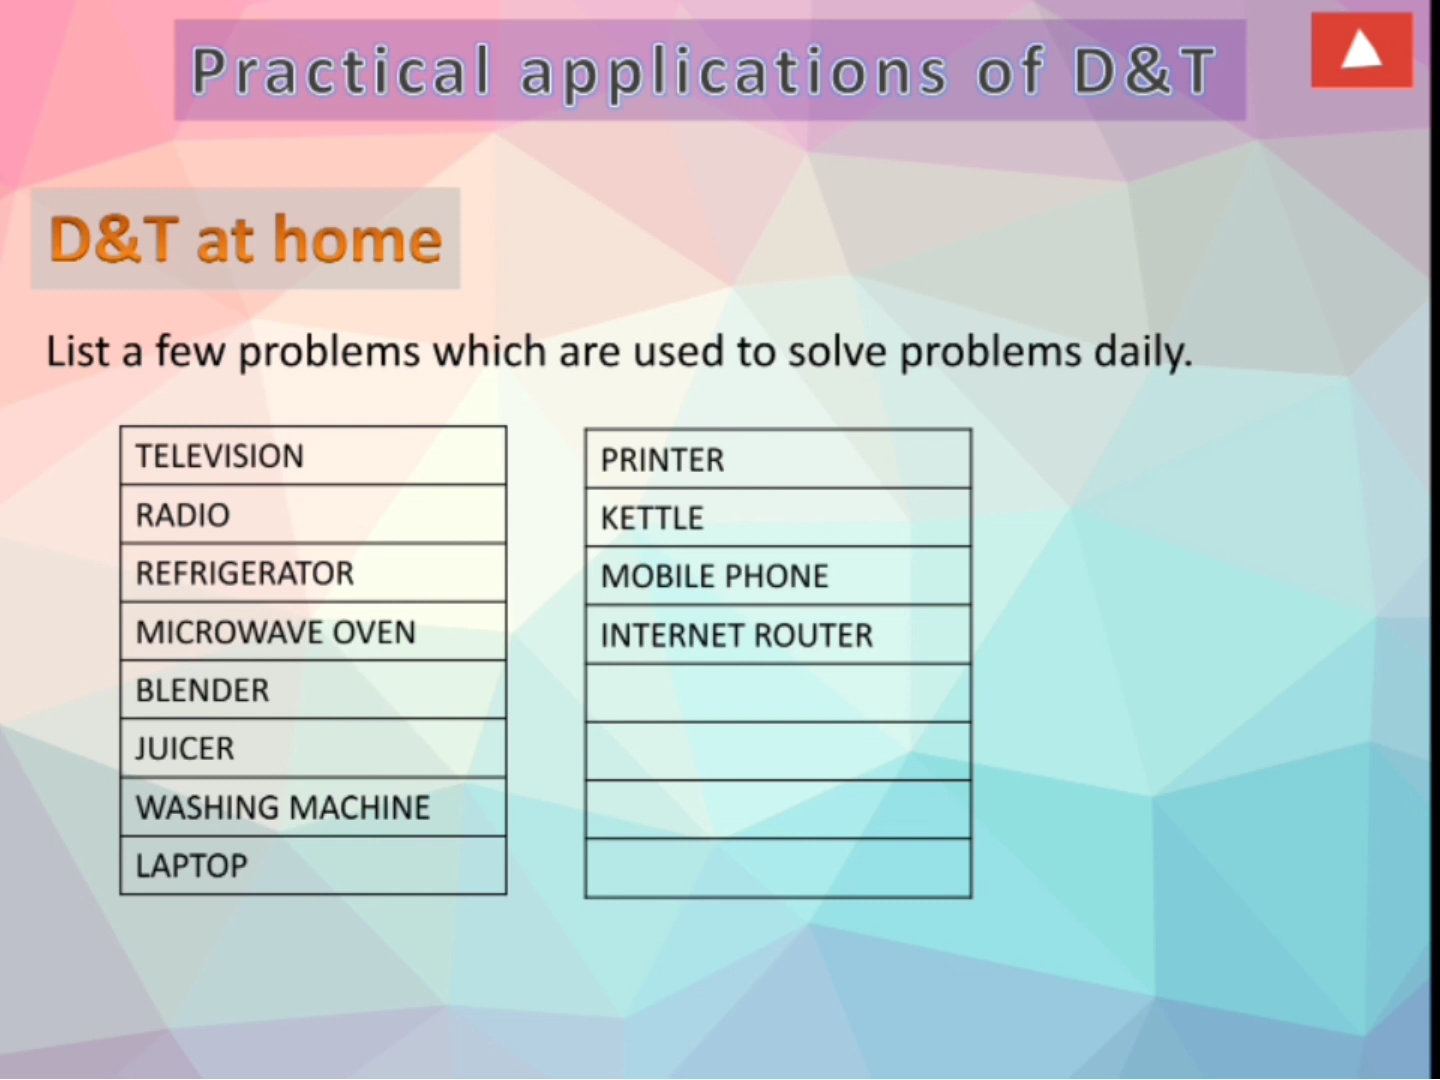 Practical applications of D&T
D&T at home
List a few problems which are used to solve problems daily.
TELEVISION
RADIO
REFRIGERATOR
MICROWAVE OVEN
BLENDER
JUICER
WASHING MACHINE
LAPTOP
PRINTER
KETTLE
MOBILE PHONE
INTERNET ROUTER